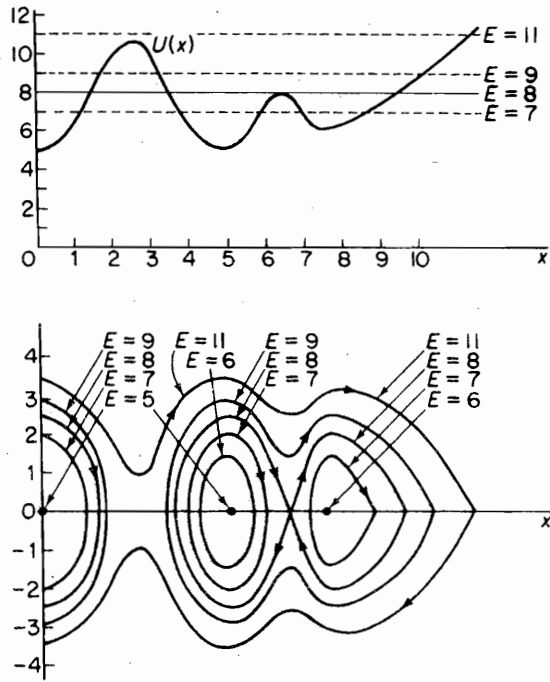 12
10
8
6
4
2
0
U(x)
E = 11
E = 9
E = 8
E = 7
1 2 3 4 5 6 7 8 9 10 x
E = 9
E = 8
E = 7
E = 5
E = 11
E = 6
E = 9
E = 8
E = 7
E = 11
E = 8
E = 7
E = 6
4
3
2
1
0
-1
-2
-3
-4
x